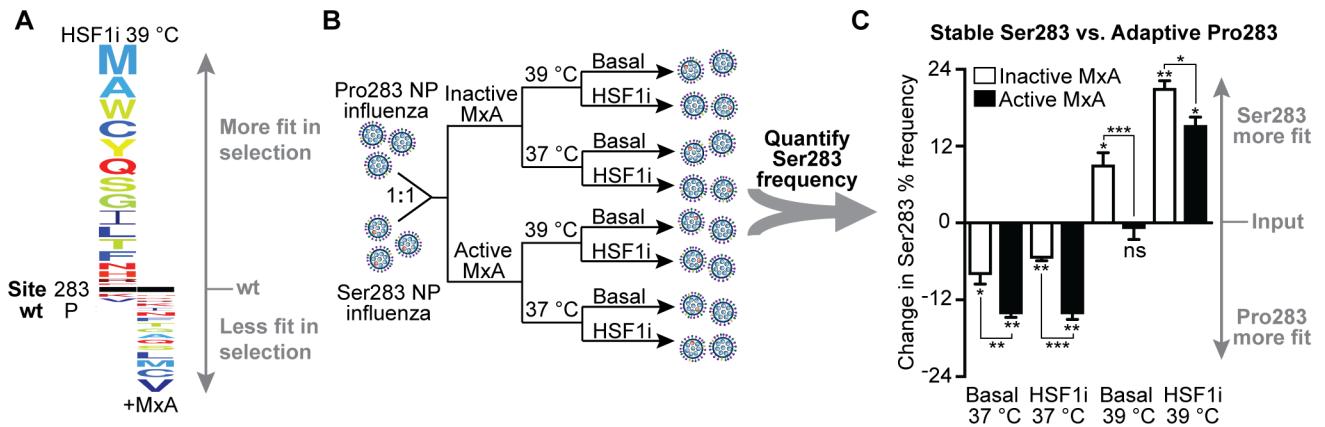 A
HSF1i 39 °C
M
A
W
C
Y
Q
S
G
I
L
T
F
N
More fit in
selection
Site 283
wt P
wt
Less fit in
selection
M
C
V
+MxA
B
Pro283 NP
influenza
1:1
Ser283 NP
influenza
Inactive
MxA
Active
MxA
39 °C
Basal
HSF1i
37 °C
Basal
HSF1i
39 °C
Basal
HSF1i
37 °C
Basal
HSF1i
Quantify
Ser283
frequency
C
Stable Ser283 vs. Adaptive Pro283
Inactive MxA
Active MxA
Change in Ser283 % frequency
24
12
0
-12
-24
*
**
**
**
**
***
*
***
ns
**
*
*
Basal
37 °C
HSF1i
37 °C
Basal
39 °C
HSF1i
39 °C
Ser283
more fit
Input
Pro283
more fit